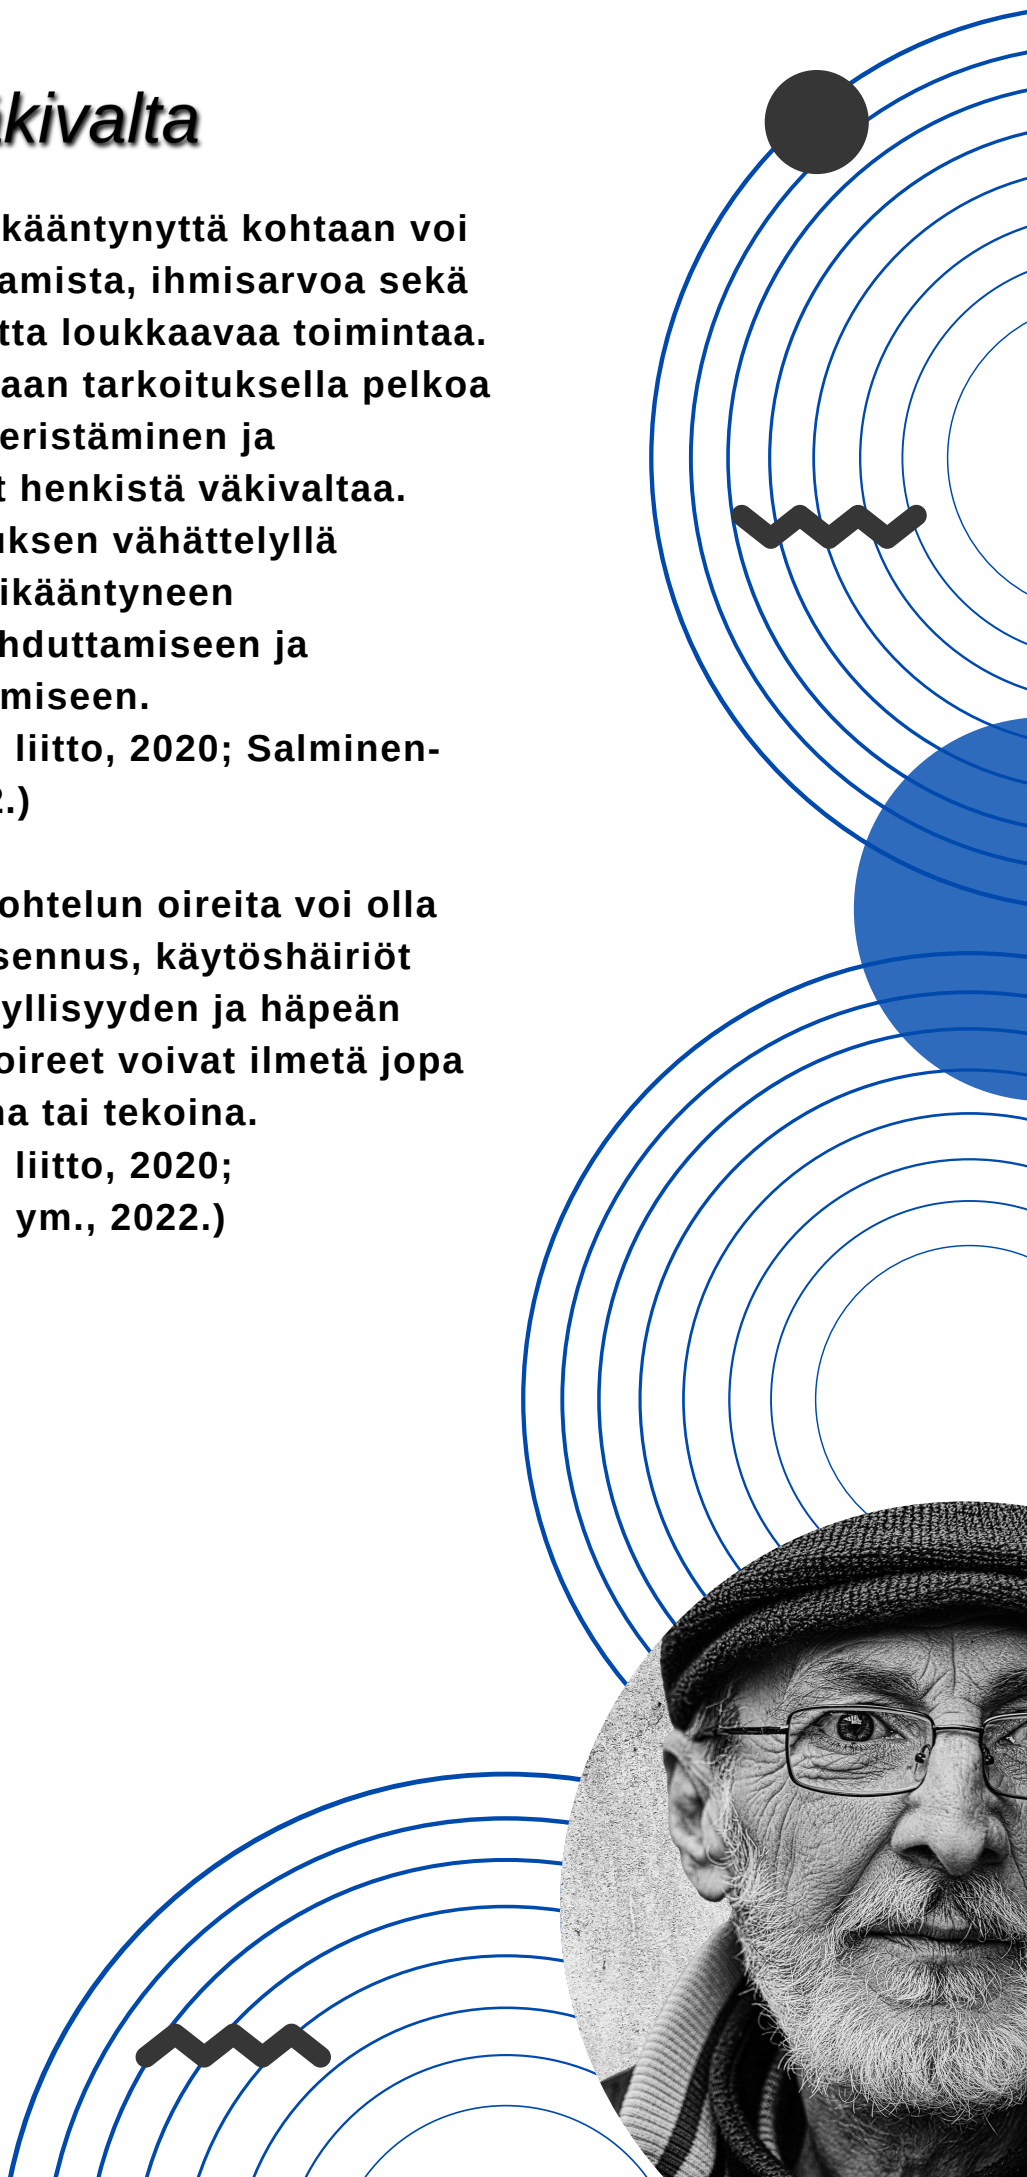 äkivalta
kääntynyttä kohtaan voi
amista, ihmisarvoa sekä
tta loukkaavaa toimintaa.
aan tarkoituksella pelkoa
eristäminen ja
t henkistä väkivaltaa.
uksen vähättelyllä
ikääntyneen
hduttamiseen ja
miseen.
liitto, 2020; Salminen-
2.)
ohtelun oireita voi olla
sennus, käytöshäiriöt
yllisyyden ja häpeän
oireet voivat ilmetä jopa
na tai tekoina.
liitto, 2020;
ym., 2022.)